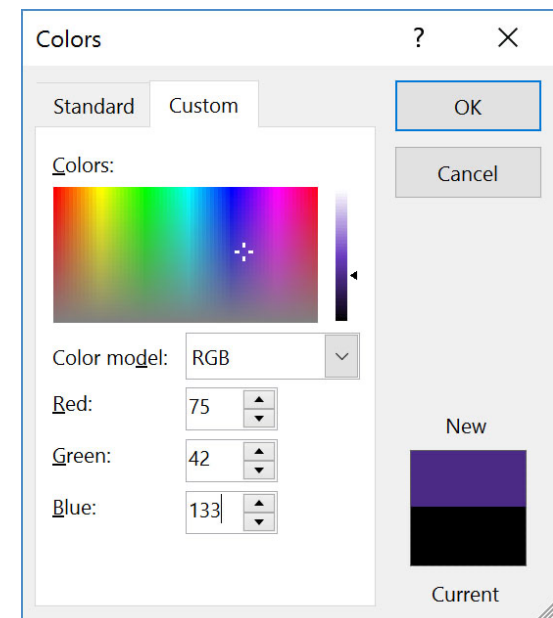 Colors ?
Standard Custom OK
Colors: Cancel
Color model: RGB
Red: 75
New
Green: 42
Blue: 133
Current